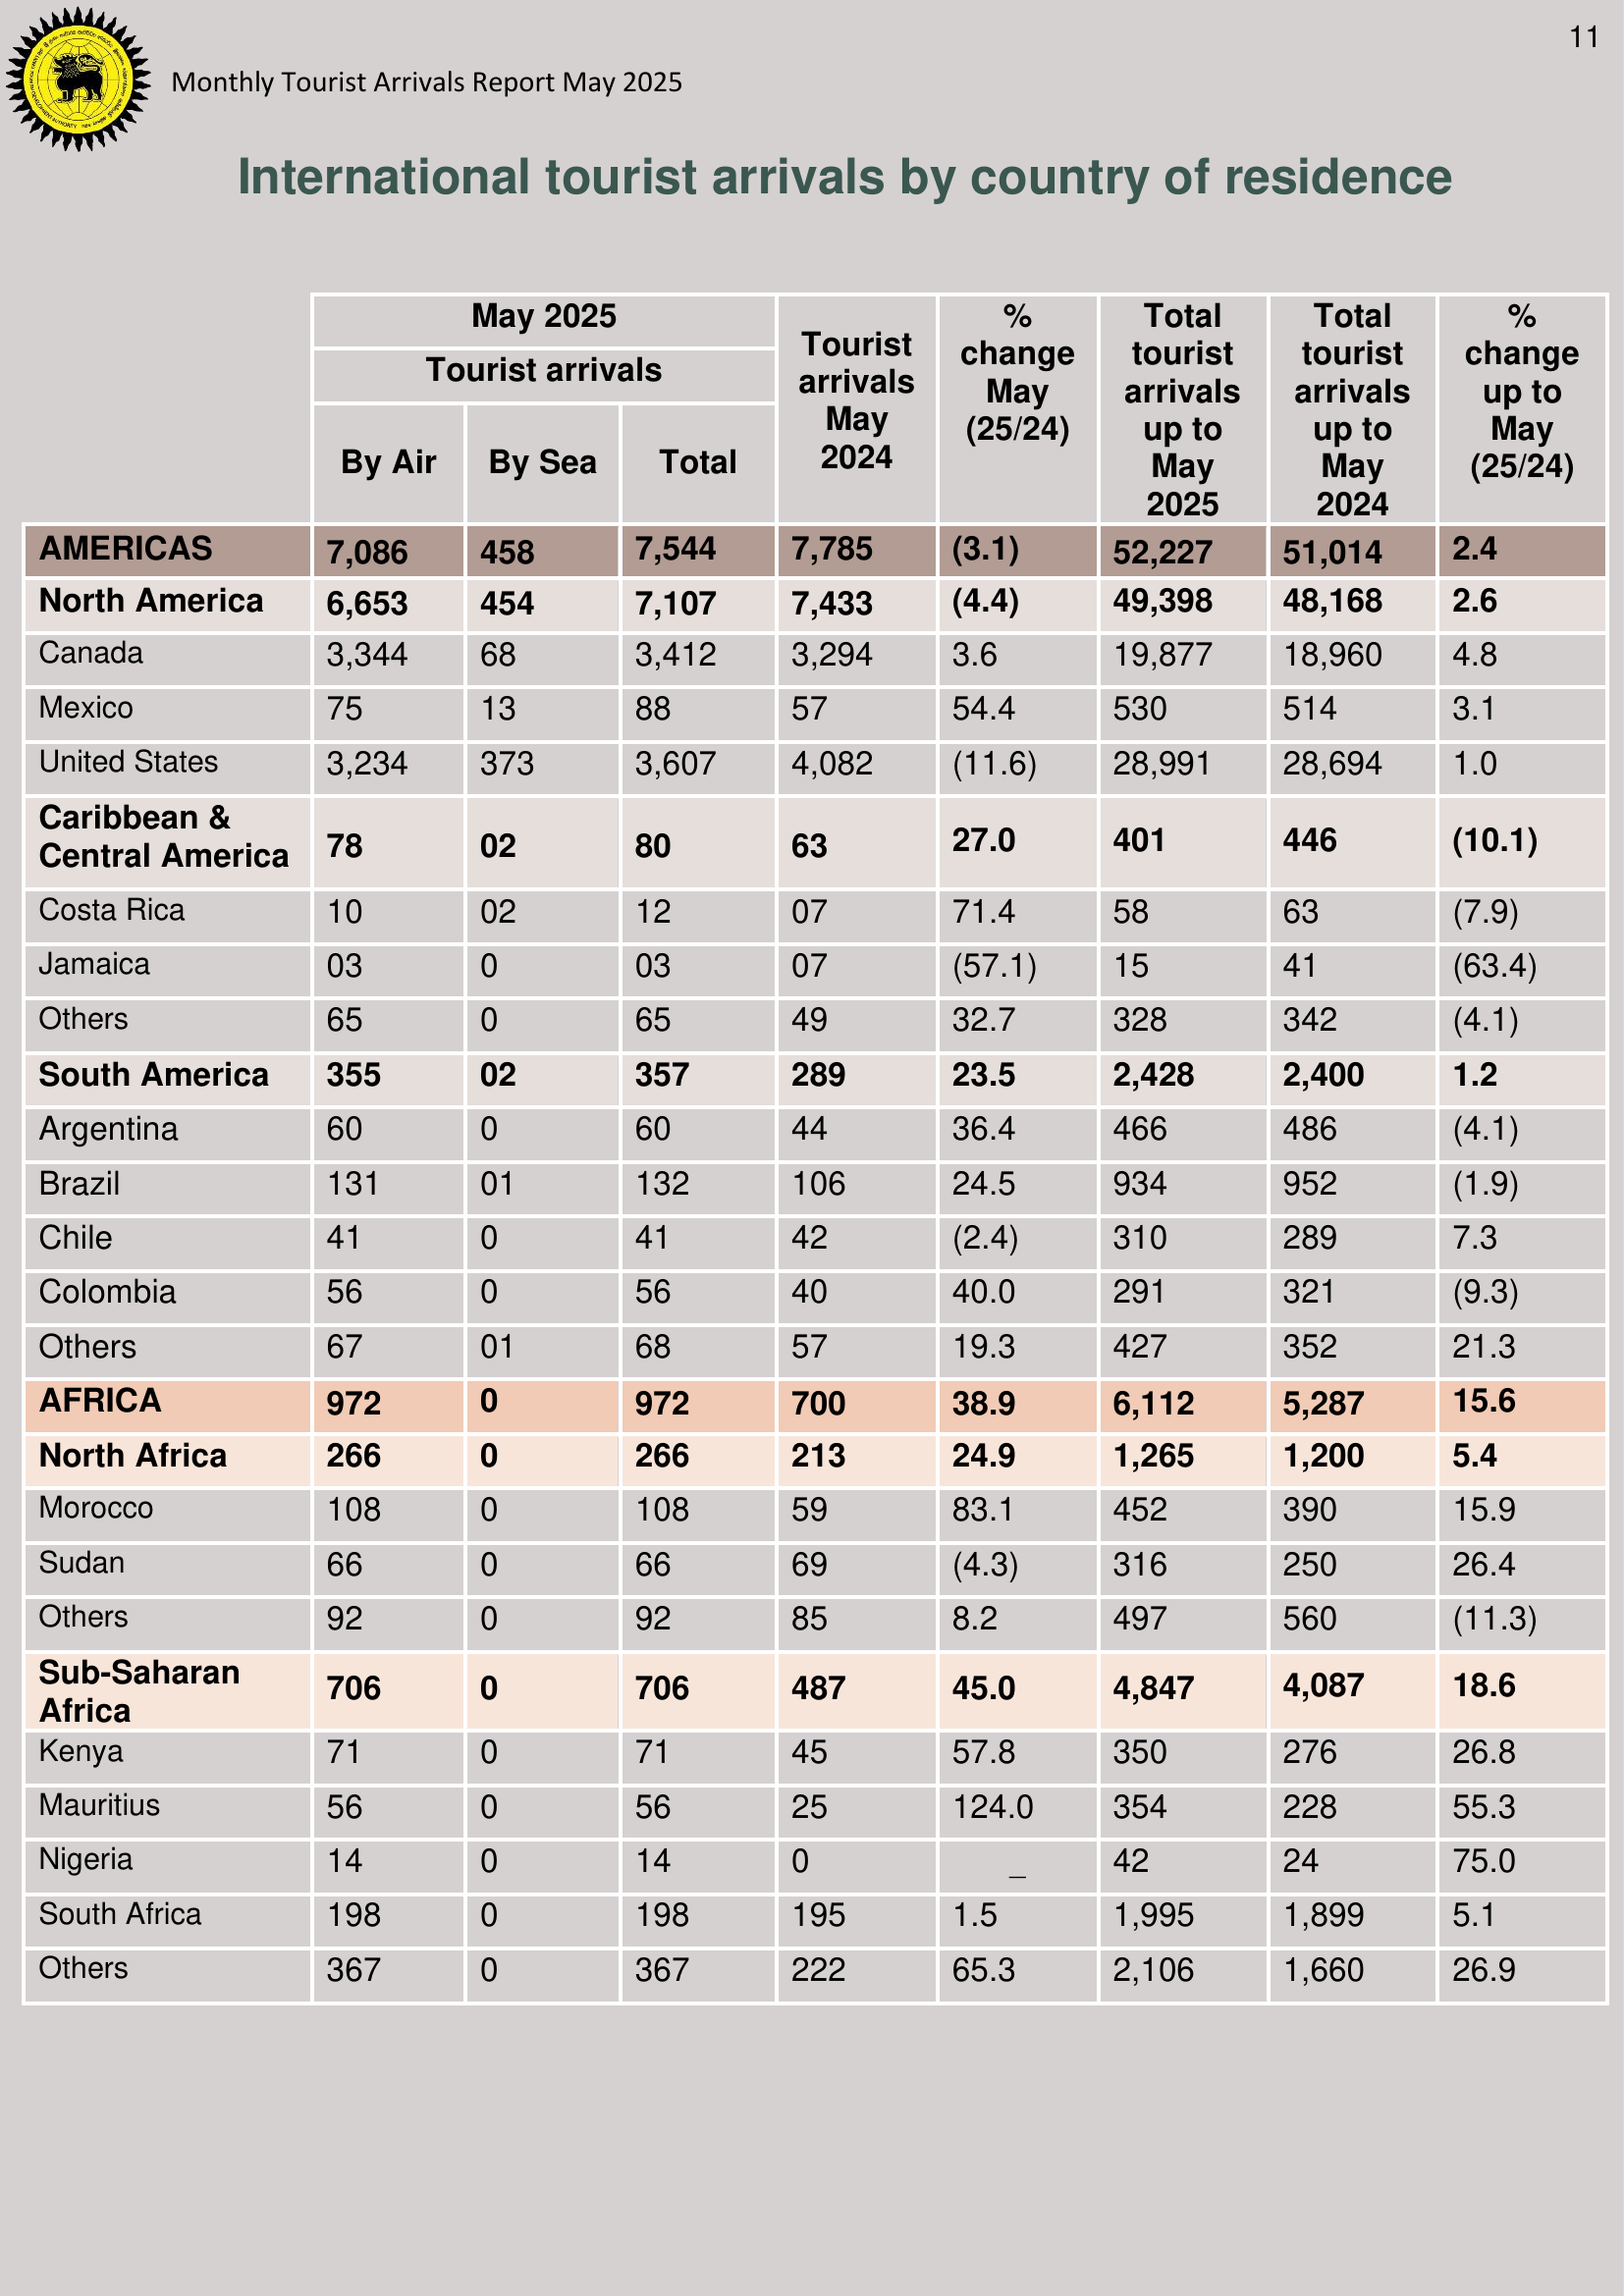 11
Monthly Tourist Arrivals Report May 2025
International tourist arrivals by country of residence
May 2025
Tourist arrivals
By Air By Sea Total
Tourist arrivals May 2024
% change May (25/24)
Total tourist arrivals up to May 2025
Total tourist arrivals up to May 2024
% change up to May (25/24)
AMERICAS 7,086 458 7,544 7,785 (3.1) 52,227 51,014 2.4
North America 6,653 454 7,107 7,433 (4.4) 49,398 48,168 2.6
Canada 3,344 68 3,412 3,294 3.6 19,877 18,960 4.8
Mexico 75 13 88 57 54.4 530 514 3.1
United States 3,234 373 3,607 4,082 (11.6) 28,991 28,694 1.0
Caribbean & Central America 78 02 80 63 27.0 401 446 (10.1)
Costa Rica 10 02 12 07 71.4 58 63 (7.9)
Jamaica 03 0 03 07 (57.1) 15 41 (63.4)
Others 65 0 65 49 32.7 328 342 (4.1)
South America 355 02 357 289 23.5 2,428 2,400 1.2
Argentina 60 0 60 44 36.4 466 486 (4.1)
Brazil 131 01 132 106 24.5 934 952 (1.9)
Chile 41 0 41 42 (2.4) 310 289 7.3
Colombia 56 0 56 40 40.0 291 321 (9.3)
Others 67 01 68 57 19.3 427 352 21.3
AFRICA 972 0 972 700 38.9 6,112 5,287 15.6
North Africa 266 0 266 213 24.9 1,265 1,200 5.4
Morocco 108 0 108 59 83.1 452 390 15.9
Sudan 66 0 66 69 (4.3) 316 250 26.4
Others 92 0 92 85 8.2 497 560 (11.3)
Sub-Saharan Africa 706 0 706 487 45.0 4,847 4,087 18.6
Kenya 71 0 71 45 57.8 350 276 26.8
Mauritius 56 0 56 25 124.0 354 228 55.3
Nigeria 14 0 14 0 _ 42 24 75.0
South Africa 198 0 198 195 1.5 1,995 1,899 5.1
Others 367 0 367 222 65.3 2,106 1,660 26.9